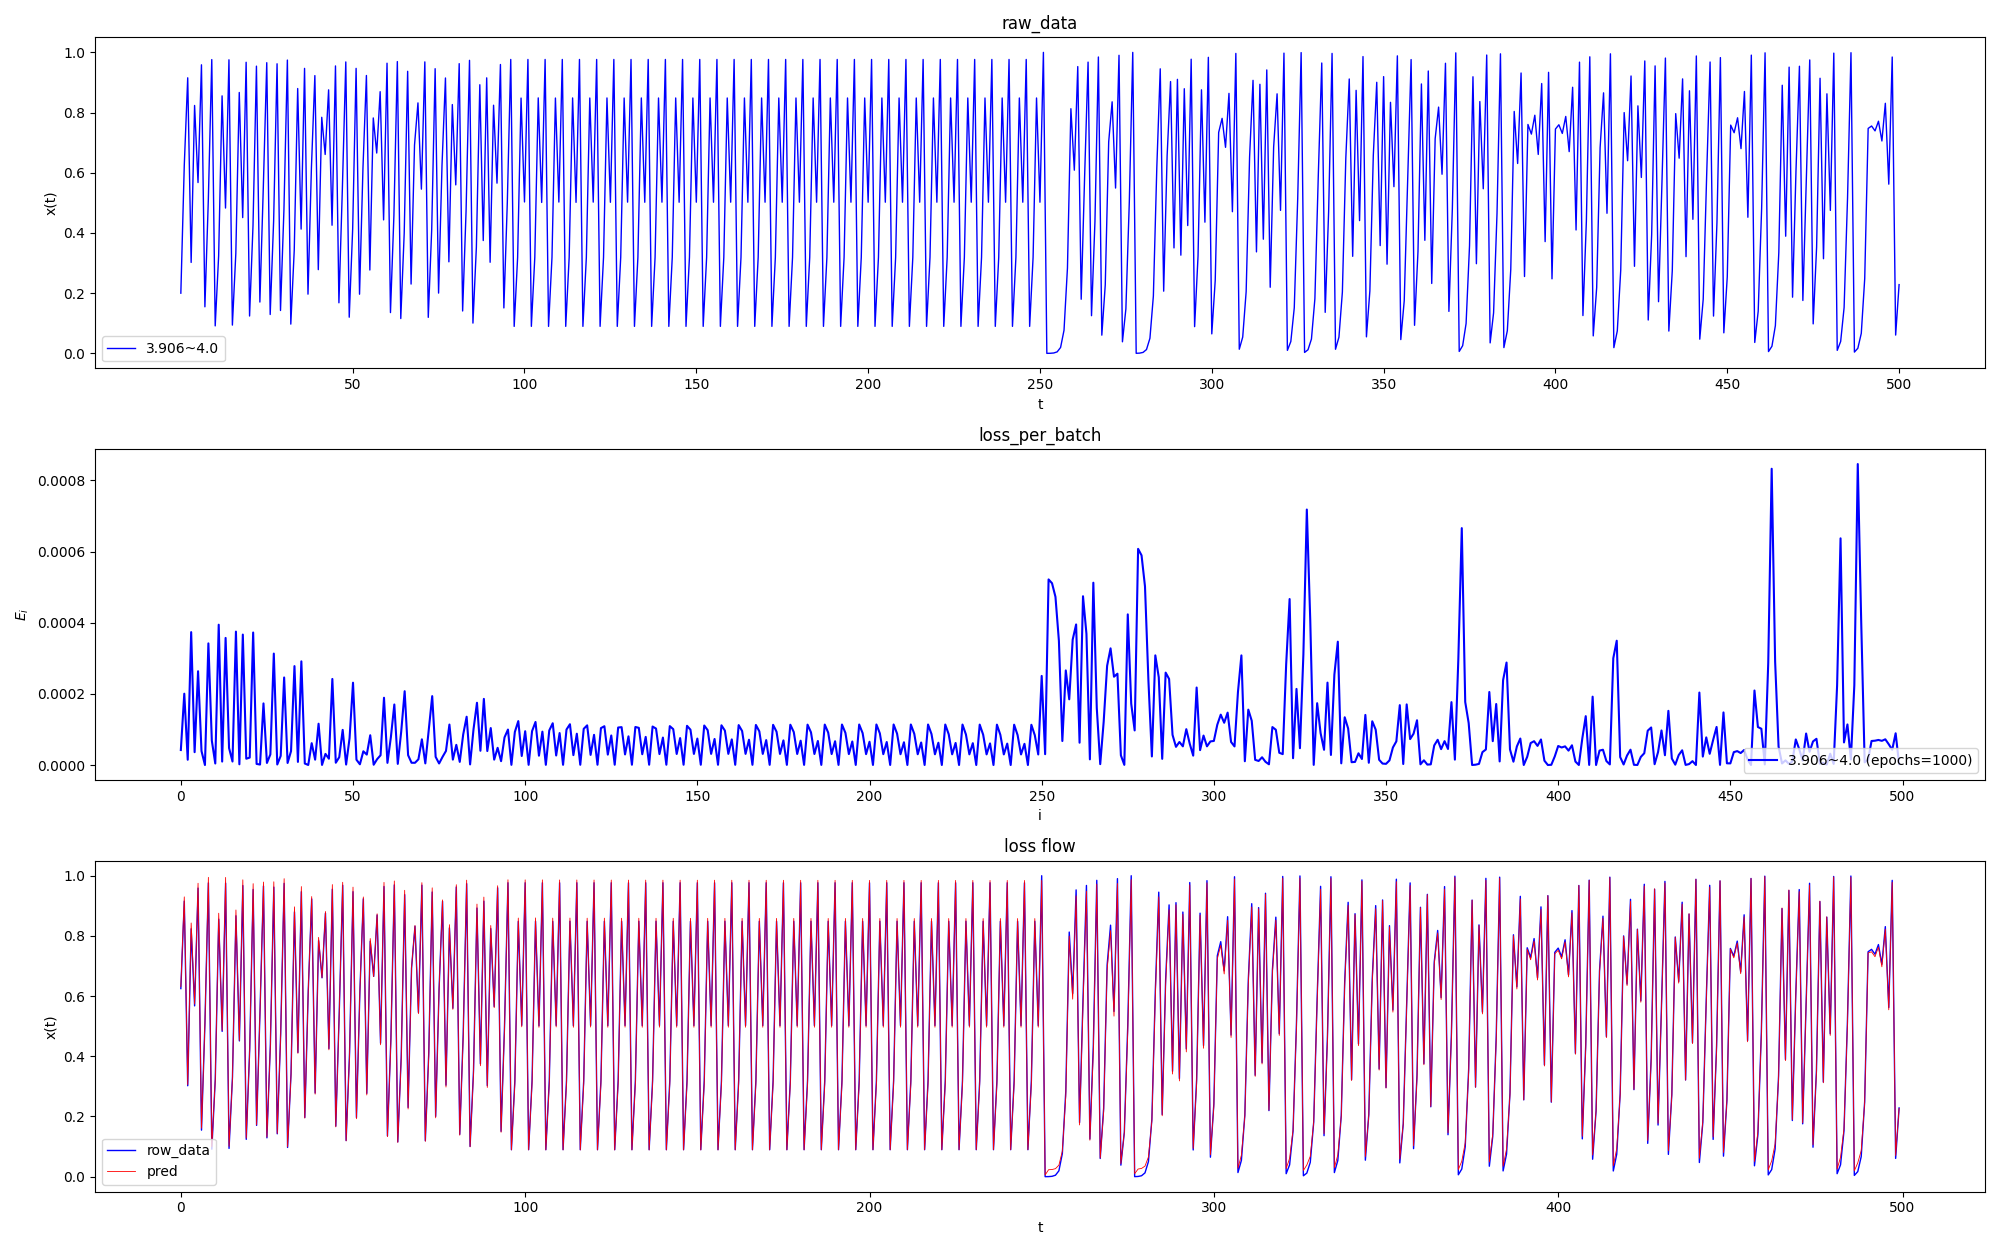 raw_data
1.0
0.8
0.6
0.4
0.2
0.0
x(t)
3.906~4.0
50 100 150 200 250 300 350 400 450 500
t
loss_per_batch
0.0008
0.0006
0.0004
0.0002
0.0000
E_i
3.906~4.0 (epochs=1000)
0 50 100 150 200 250 300 350 400 450 500
i
loss flow
1.0
0.8
0.6
0.4
0.2
0.0
x(t)
row_data
pred
0 100 200 300 400 500
t